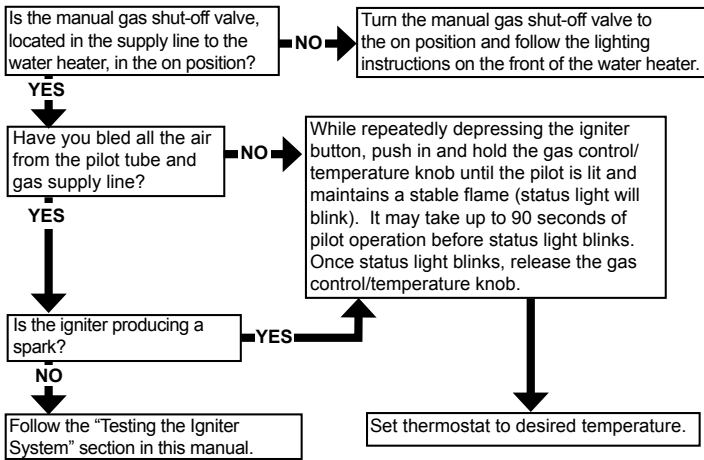 Is the manual gas shut-off valve,
located in the supply line to the
water heater, in the on position?
NO
Turn the manual gas shut-off valve to
the on position and follow the lighting
instructions on the front of the water heater.
YES
Have you bled all the air
from the pilot tube and
gas supply line?
NO
While repeatedly depressing the igniter
button, push in and hold the gas control/
temperature knob until the pilot is lit and
maintains a stable flame (status light will
blink). It may take up to 90 seconds of
pilot operation before status light blinks.
Once status light blinks, release the gas
control/temperature knob.
YES
Is the igniter producing a
spark?
YES
NO
Follow the “Testing the Igniter
System” section in this manual.
Set thermostat to desired temperature.